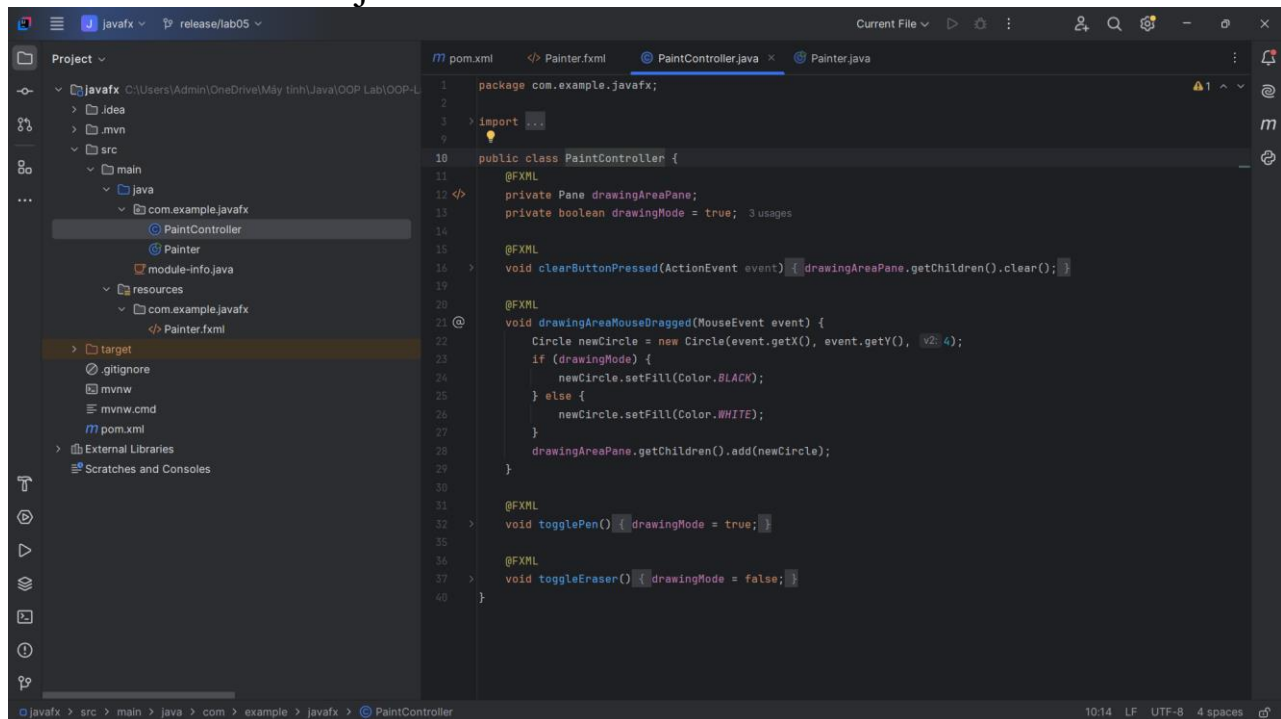 j
javafx
release/lab05
Current File
Project
pom.xml
Painter.fxml
PaintController.java
Painter.java
javafx C:\Users\Admin\OneDrive\Máy tính\Java\OOP Lab\OOP-L
.idea
.mvn
src
main
java
com.example.javafx
PaintController
Painter
module-info.java
resources
com.example.javafx
Painter.fxml
target
.gitignore
mvnw
mvnw.cmd
pom.xml
External Libraries
Scratches and Consoles
1 package com.example.javafx;
2
3 import ...
9
10 public class PaintController {
11 @FXML
12 private Pane drawingAreaPane;
13 private boolean drawingMode = true; 3 usages
14
15 @FXML
16 void clearButtonPressed(ActionEvent event) { drawingAreaPane.getChildren().clear(); }
19
20 @FXML
21 void drawingAreaMouseDragged(MouseEvent event) {
22 Circle newCircle = new Circle(event.getX(), event.getY(), v2: 4);
23 if (drawingMode) {
24 newCircle.setFill(Color.BLACK);
25 } else {
26 newCircle.setFill(Color.WHITE);
27 }
28 drawingAreaPane.getChildren().add(newCircle);
29 }
30
31 @FXML
32 void togglePen() { drawingMode = true; }
35
36 @FXML
37 void toggleEraser() { drawingMode = false; }
40 }
1
javafx > src > main > java > com > example > javafx > PaintController
10:14 LF UTF-8 4 spaces